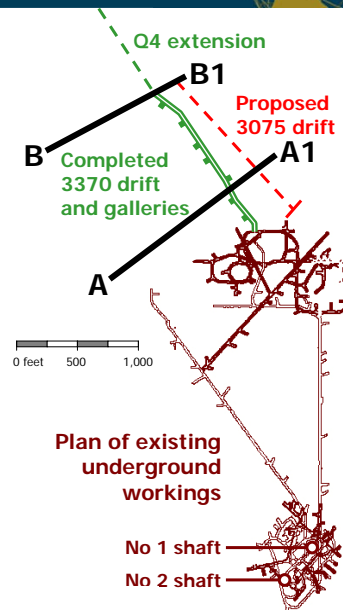 Q4 extension
B1
Proposed
3075 drift
A1
B
Completed
3370 drift
and galleries
A
0 feet 500 1,000
Plan of existing
underground
workings
No 1 shaft
No 2 shaft